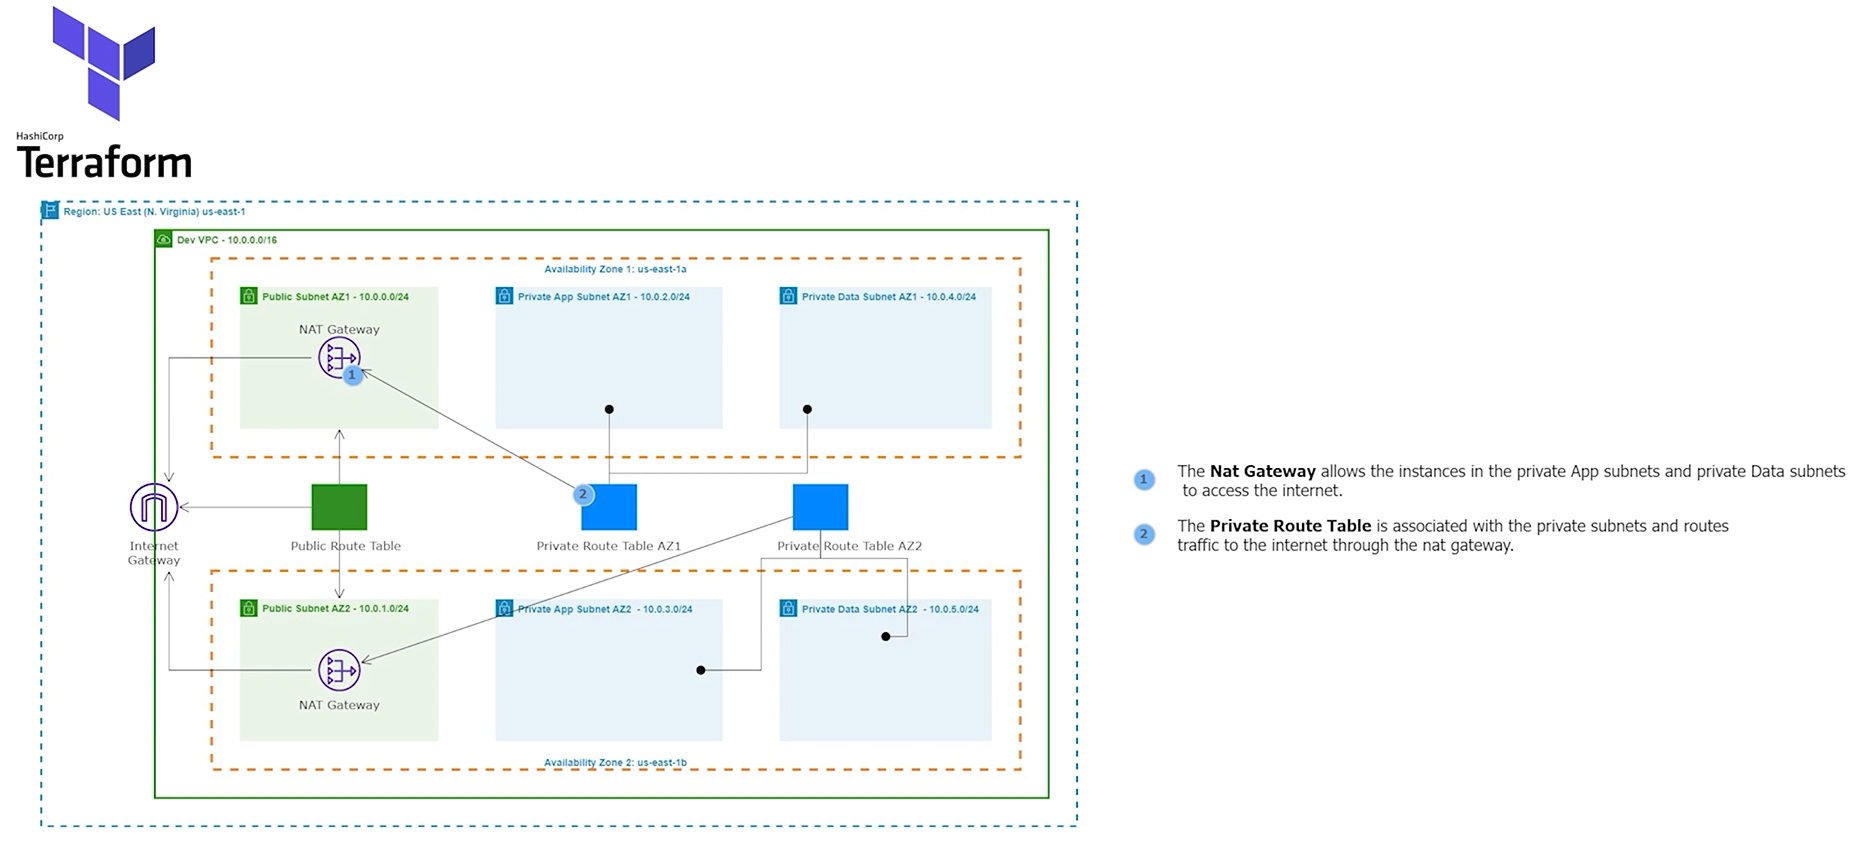 HashiCorp
Terraform
Region: US East (N. Virginia) us-east-1
Dev VPC - 10.0.0.0/16
Availability Zone 1: us-east-1a
Public Subnet AZ1 - 10.0.0.0/24
Private App Subnet AZ1 - 10.0.2.0/24
Private Data Subnet AZ1 - 10.0.4.0/24
NAT Gateway
1
2
Internet
Gateway
Public Route Table
Private Route Table AZ1
Private Route Table AZ2
Public Subnet AZ2 - 10.0.1.0/24
Private App Subnet AZ2 - 10.0.3.0/24
Private Data Subnet AZ2 - 10.0.5.0/24
NAT Gateway
Availability Zone 2: us-east-1b
1 The Nat Gateway allows the instances in the private App subnets and private Data subnets
to access the internet.
2 The Private Route Table is associated with the private subnets and routes
traffic to the internet through the nat gateway.